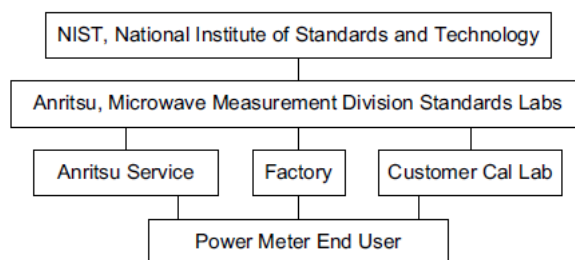 NIST, National Institute of Standards and Technology
Anritsu, Microwave Measurement Division Standards Labs
Anritsu Service
Factory
Customer Cal Lab
Power Meter End User